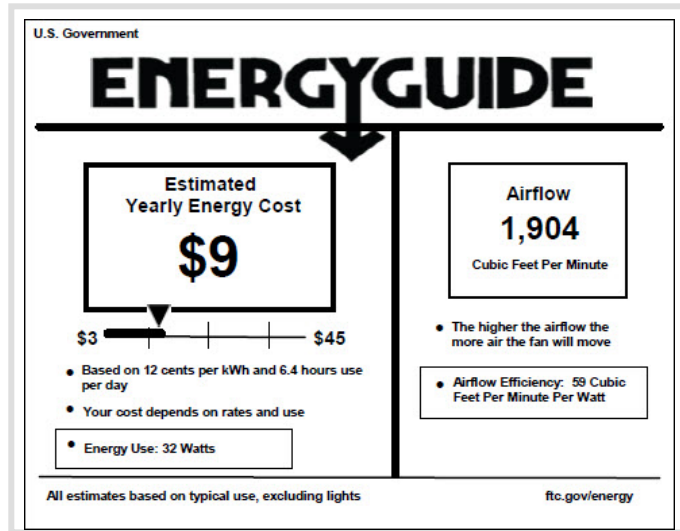 U.S. Government
ENERGYGUIDE
Estimated
Yearly Energy Cost
$9
$3
$45
• Based on 12 cents per kWh and 6.4 hours use
per day
• Your cost depends on rates and use
• Energy Use: 32 Watts
Airflow
1,904
Cubic Feet Per Minute
• The higher the airflow the
more air the fan will move
• Airflow Efficiency: 59 Cubic
Feet Per Minute Per Watt
All estimates based on typical use, excluding lights
ftc.gov/energy